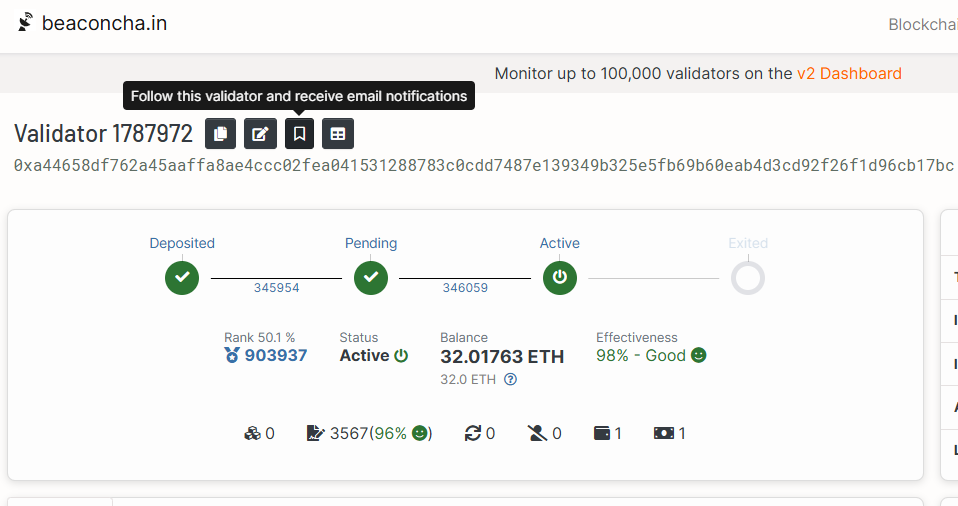 beaconcha.in
Monitor up to 100,000 validators on the v2 Dashboard
Follow this validator and receive email notifications
Validator 1787972
0xa44658df762a45aaffa8ae4ccc02fea041531288783c0cdd7487e139349b325e5fb69b60eab4d3cd92f26f1d96cb17bc
Deposited Pending Active Exited
345954 346059
Rank 50.1 % Status Balance Effectiveness
903937 Active 32.01763 ETH 98% - Good
32.0 ETH
0 3567(96% ) 0 0 1 1